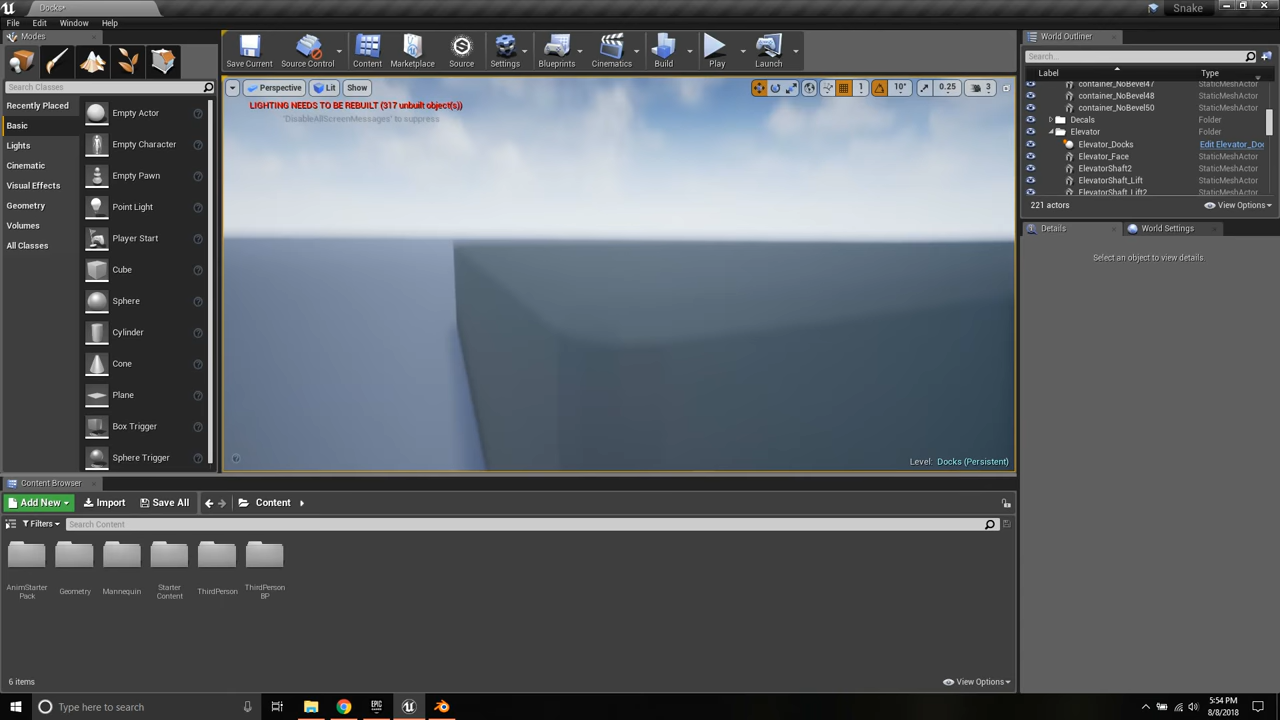 Docks*
Snake
File Edit Window Help
Modes
Search Classes
Recently Placed
Basic
Lights
Cinematic
Visual Effects
Geometry
Volumes
All Classes
Empty Actor
Empty Character
Empty Pawn
Point Light
Player Start
Cube
Sphere
Cylinder
Cone
Plane
Box Trigger
Sphere Trigger
Save Current
Source Control
Content
Marketplace
Source
Settings
Blueprints
Cinematics
Build
Play
Launch
Perspective Lit Show
1 10° 0.25 3
LIGHTING NEEDS TO BE REBUILT (317 unbuilt object(s))
'DisableAllScreenMessages' to suppress
Level: Docks (Persistent)
World Outliner
Search...
Label Type
container_NoBevel47 StaticMeshActor
container_NoBevel48 StaticMeshActor
container_NoBevel50 StaticMeshActor
Decals Folder
Elevator Folder
Elevator_Docks Edit Elevator_Doc
Elevator_Face StaticMeshActor
ElevatorShaft2 StaticMeshActor
ElevatorShaft_Lift StaticMeshActor
ElevatorShaft_Lift2 StaticMeshActor
221 actors View Options
Details World Settings
Select an object to view details.
Content Browser
Add New Import Save All Content
Filters Search Content
AnimStarter
Pack
Geometry
Mannequin
Starter
Content
ThirdPerson
ThirdPerson
BP
6 items View Options
Type here to search
5:54 PM
8/8/2018